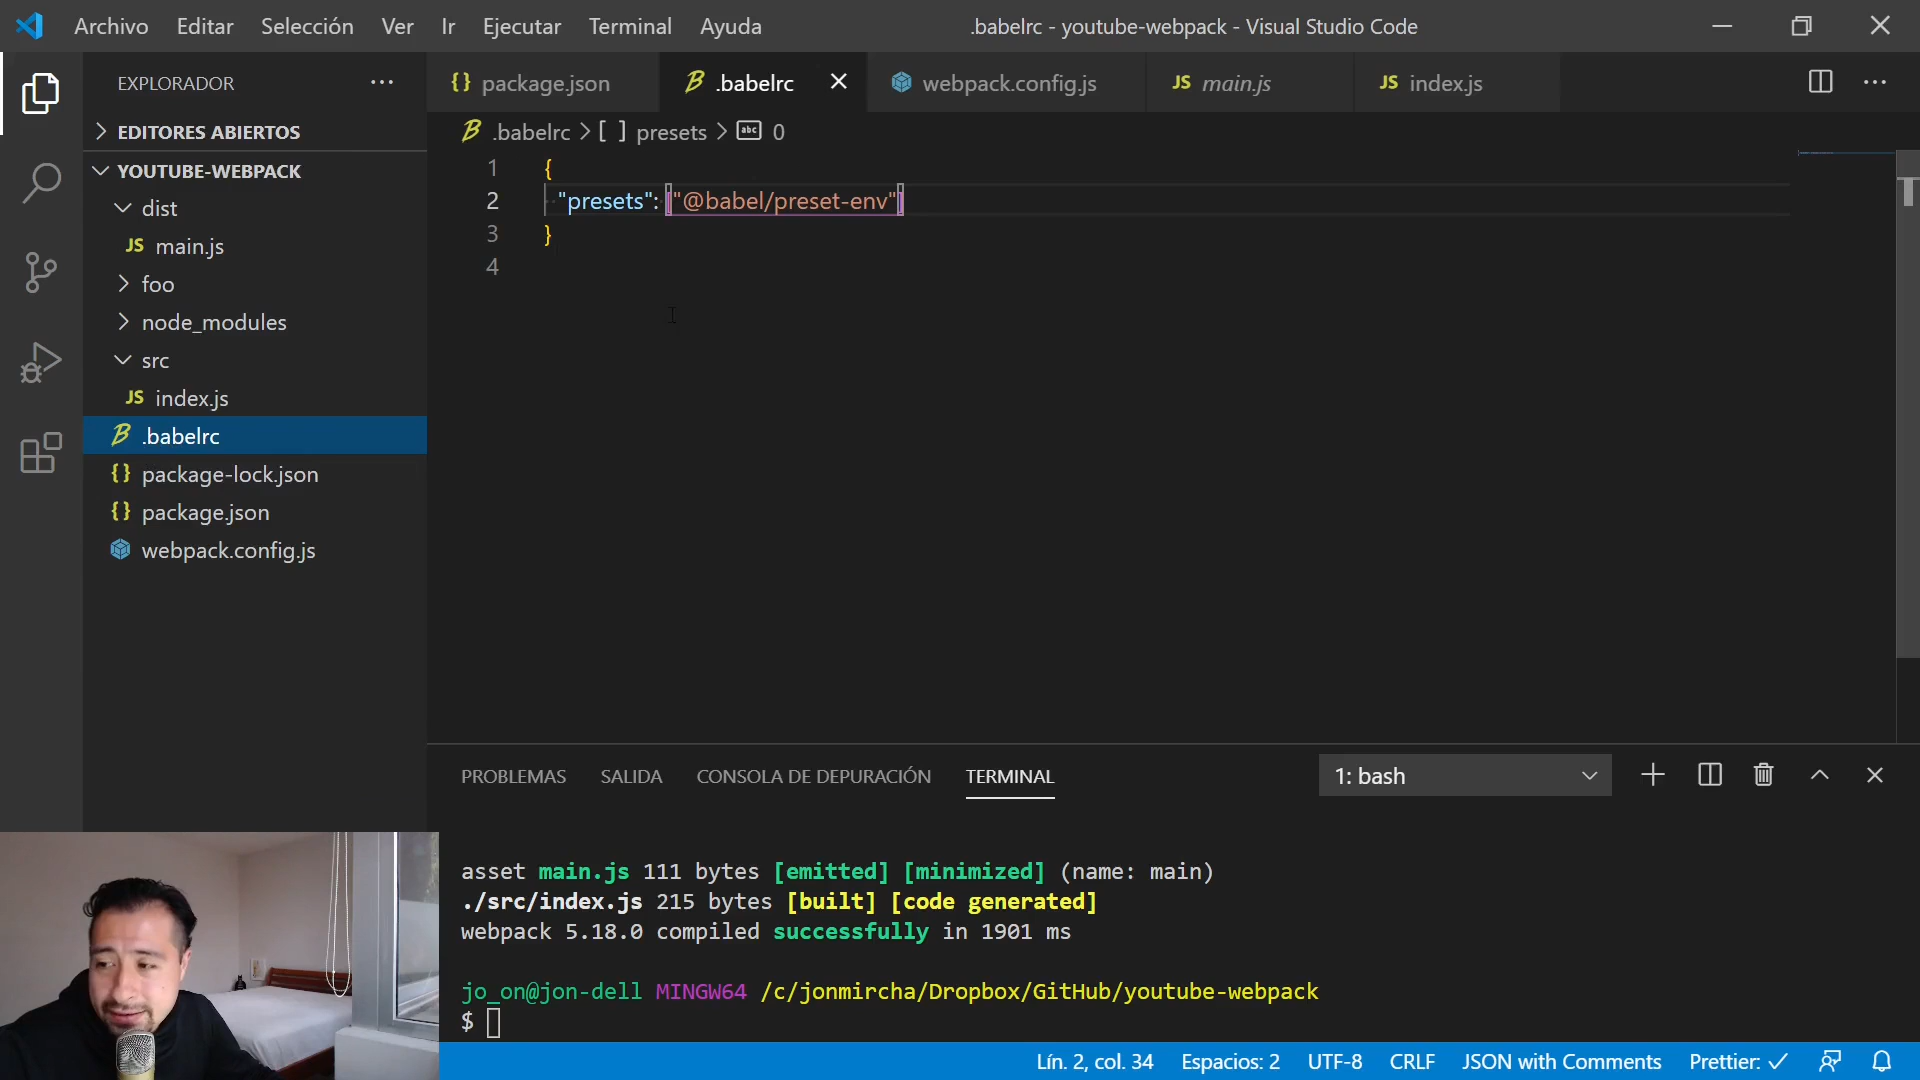 Archivo Editar Selección Ver Ir Ejecutar Terminal Ayuda .babelrc - youtube-webpack - Visual Studio Code
EXPLORADOR
EDITORES ABIERTOS
YOUTUBE-WEBPACK
dist
JS main.js
foo
node_modules
src
JS index.js
.babelrc
{} package-lock.json
{} package.json
webpack.config.js
{} package.json .babelrc webpack.config.js JS main.js JS index.js
.babelrc > [ ] presets > abc 0
1 {
2 "presets": ["@babel/preset-env"]
3 }
4
PROBLEMAS SALIDA CONSOLA DE DEPURACIÓN TERMINAL 1: bash
asset main.js 111 bytes [emitted] [minimized] (name: main)
./src/index.js 215 bytes [built] [code generated]
webpack 5.18.0 compiled successfully in 1901 ms
jo_on@jon-dell MINGW64 /c/jonmircha/Dropbox/GitHub/youtube-webpack
$
Lín. 2, col. 34 Espacios: 2 UTF-8 CRLF JSON with Comments Prettier: ✓